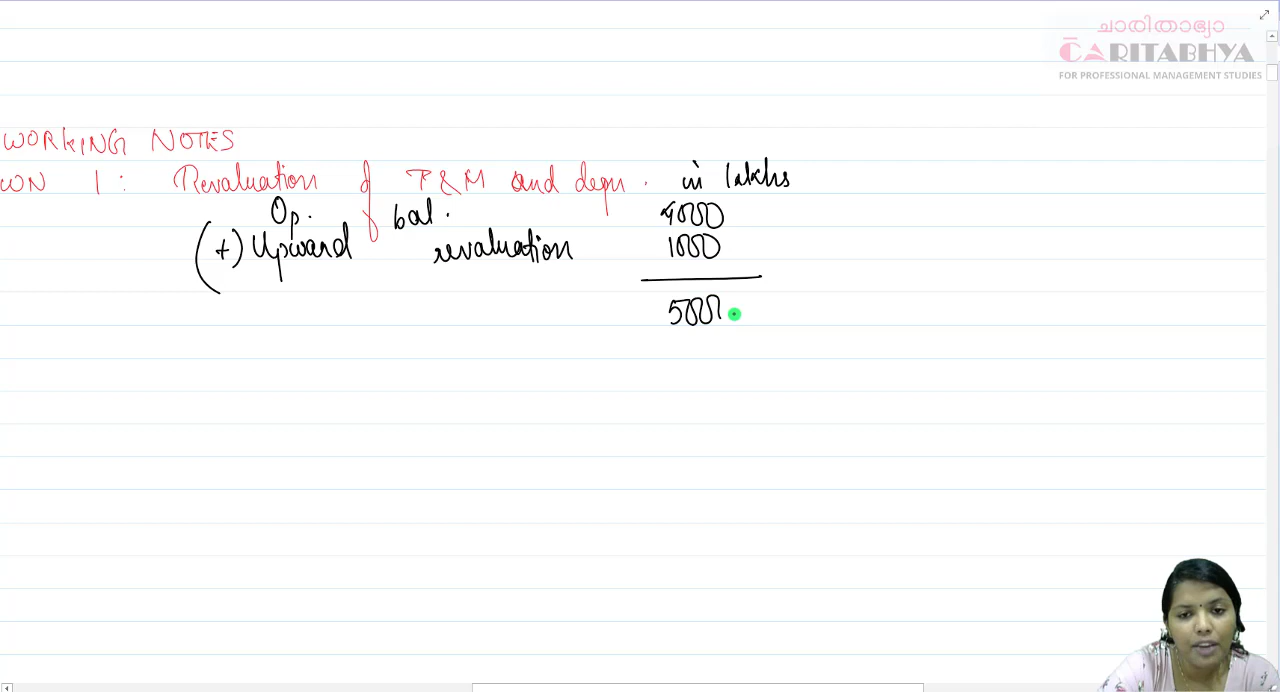 ചാരിതാഭ്യാ
CARITABHYA
FOR PROFESSIONAL MANAGEMENT STUDIES
WORKING NOTES
WN 1: Revaluation of P&M and depn. in lakhs
Op. bal. 4000
(+) Upward revaluation 1000
5000